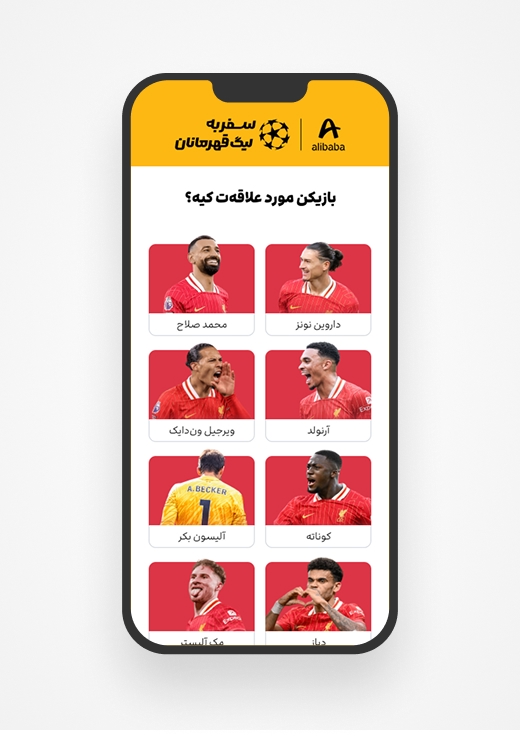 alibaba
سفر به
لیگ قهرمانان
بازیکن مورد علاقه‌ت کیه؟
داروین نونز
محمد صلاح
آرنولد
ویرجیل ون‌دایک
کوناته
A.BECKER
1
آلیسون بکر
دیاز
مک آلیستر